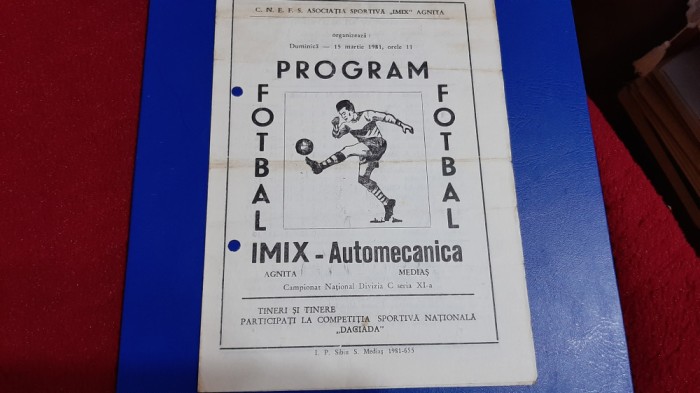 C. N. E. F. S. ASOCIAȚIA SPORTIVĂ „IMIX” AGNITA
organizează :
Duminică — 15 martie 1981, orele 11
PROGRAM
FOTBAL
FOTBAL
IMIX - Automecanica
AGNITA MEDIAȘ
Campionat Național Divizia C seria XI-a
TINERI ȘI TINERE
PARTICIPAȚI LA COMPETIȚIA SPORTIVĂ NAȚIONALĂ
„DACIADA”
I. P. Sibiu S. Mediaș 1981-655